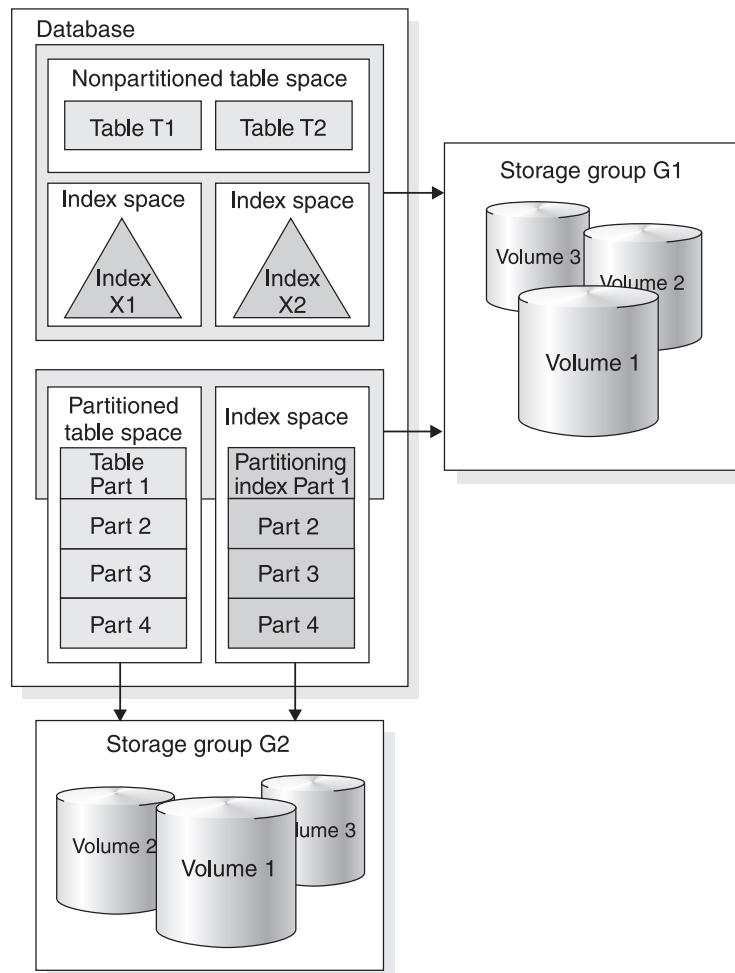 Database
Nonpartitioned table space
Table T1
Table T2
Index space
Index
X1
Index space
Index
X2
Storage group G1
Volume 3
Volume 2
Volume 1
Partitioned
table space
Table
Part 1
Part 2
Part 3
Part 4
Index space
Partitioning
index Part 1
Part 2
Part 3
Part 4
Storage group G2
Volume 2
Volume 1
lume 3